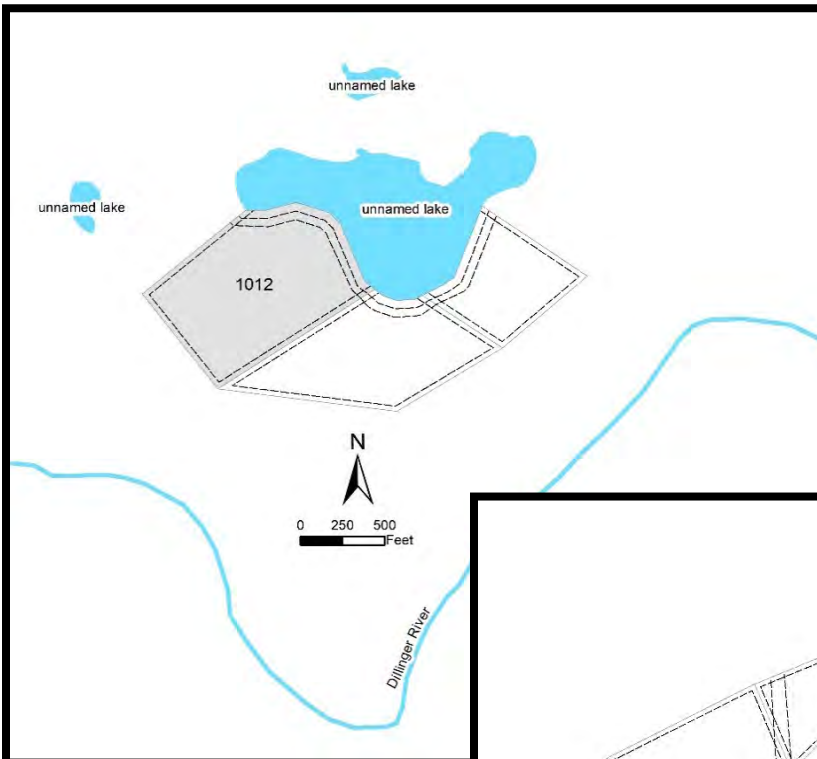 unnamed lake
unnamed lake
unnamed lake
1012
N
0 250 500
Feet
Dillinger River